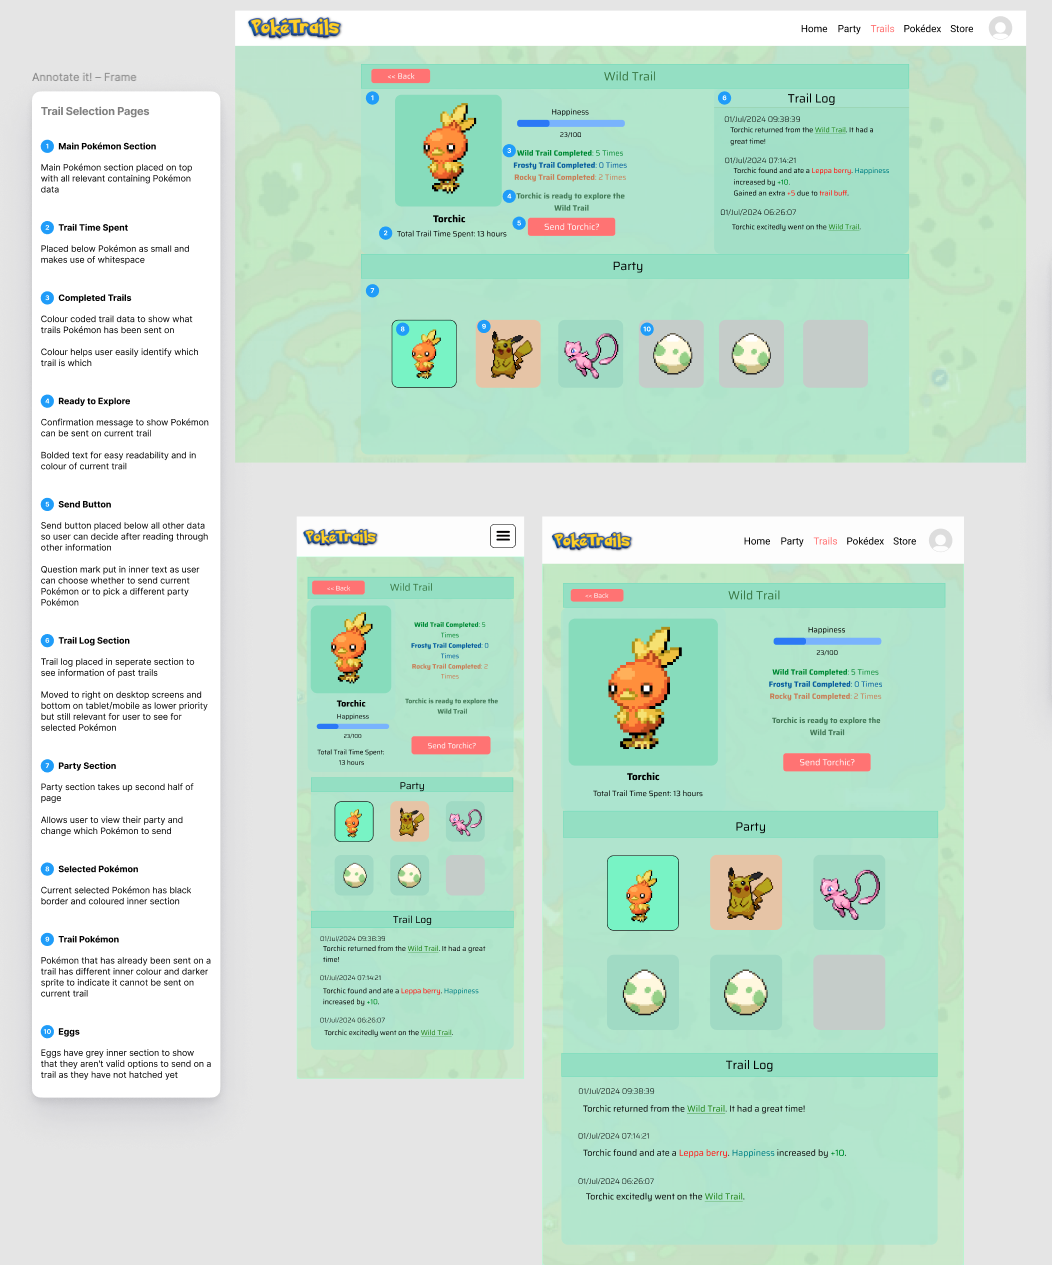 Annotate it! – Frame
Trail Selection Pages
1 Main Pokémon Section
Main Pokémon section placed on top
with all relevant containing Pokémon
data
2 Trail Time Spent
Placed below Pokémon as small and
makes use of whitespace
3 Completed Trails
Colour coded trail data to show what
trails Pokémon has been sent on
Colour helps user easily identify which
trail is which
4 Ready to Explore
Confirmation message to show Pokémon
can be sent on current trail
Bolded text for easy readability and in
colour of current trail
5 Send Button
Send button placed below all other data
so user can decide after reading through
other information
Question mark put in inner text as user
can choose whether to send current
Pokémon or to pick a different party
Pokémon
6 Trail Log Section
Trail log placed in seperate section to
see information of past trails
Moved to right on desktop screens and
bottom on tablet/mobile as lower priority
but still relevant for user to see for
selected Pokémon
7 Party Section
Party section takes up second half of
page
Allows user to view their party and
change which Pokémon to send
8 Selected Pokémon
Current selected Pokémon has black
border and coloured inner section
9 Trail Pokémon
Pokémon that has already been sent on a
trail has different inner colour and darker
sprite to indicate it cannot be sent on
current trail
10 Eggs
Eggs have grey inner section to show
that they aren't valid options to send on a
trail as they have not hatched yet
PokéTrails
Home Party Trails Pokédex Store
<< Back
Wild Trail
1
Happiness
23/100
3 Wild Trail Completed: 5 Times
Frosty Trail Completed: 0 Times
Rocky Trail Completed: 2 Times
4 Torchic is ready to explore the
Wild Trail
5 Send Torchic?
Torchic
2 Total Trail Time Spent: 13 hours
6 Trail Log
01/Jul/2024 09:38:39
Torchic returned from the Wild Trail. It had a
great time!
01/Jul/2024 07:14:21
Torchic found and ate a Leppa berry. Happiness
increased by +10.
Gained an extra +5 due to trail buff.
01/Jul/2024 06:26:07
Torchic excitedly went on the Wild Trail.
Party
7
8
9
10
PokéTrails
<< Back
Wild Trail
Wild Trail Completed: 5
Times
Frosty Trail Completed: 0
Times
Rocky Trail Completed: 2
Times
Torchic is ready to explore the
Wild Trail
Send Torchic?
Torchic
Happiness
23/100
Total Trail Time Spent:
13 hours
Party
Trail Log
01/Jul/2024 09:38:39
Torchic returned from the Wild Trail. It had a great
time!
01/Jul/2024 07:14:21
Torchic found and ate a Leppa berry. Happiness
increased by +10.
01/Jul/2024 06:26:07
Torchic excitedly went on the Wild Trail.
PokéTrails
Home Party Trails Pokédex Store
<< Back
Wild Trail
Happiness
23/100
Wild Trail Completed: 5 Times
Frosty Trail Completed: 0 Times
Rocky Trail Completed: 2 Times
Torchic is ready to explore the
Wild Trail
Send Torchic?
Torchic
Total Trail Time Spent: 13 hours
Party
Trail Log
01/Jul/2024 09:38:39
Torchic returned from the Wild Trail. It had a great time!
01/Jul/2024 07:14:21
Torchic found and ate a Leppa berry. Happiness increased by +10.
01/Jul/2024 06:26:07
Torchic excitedly went on the Wild Trail.